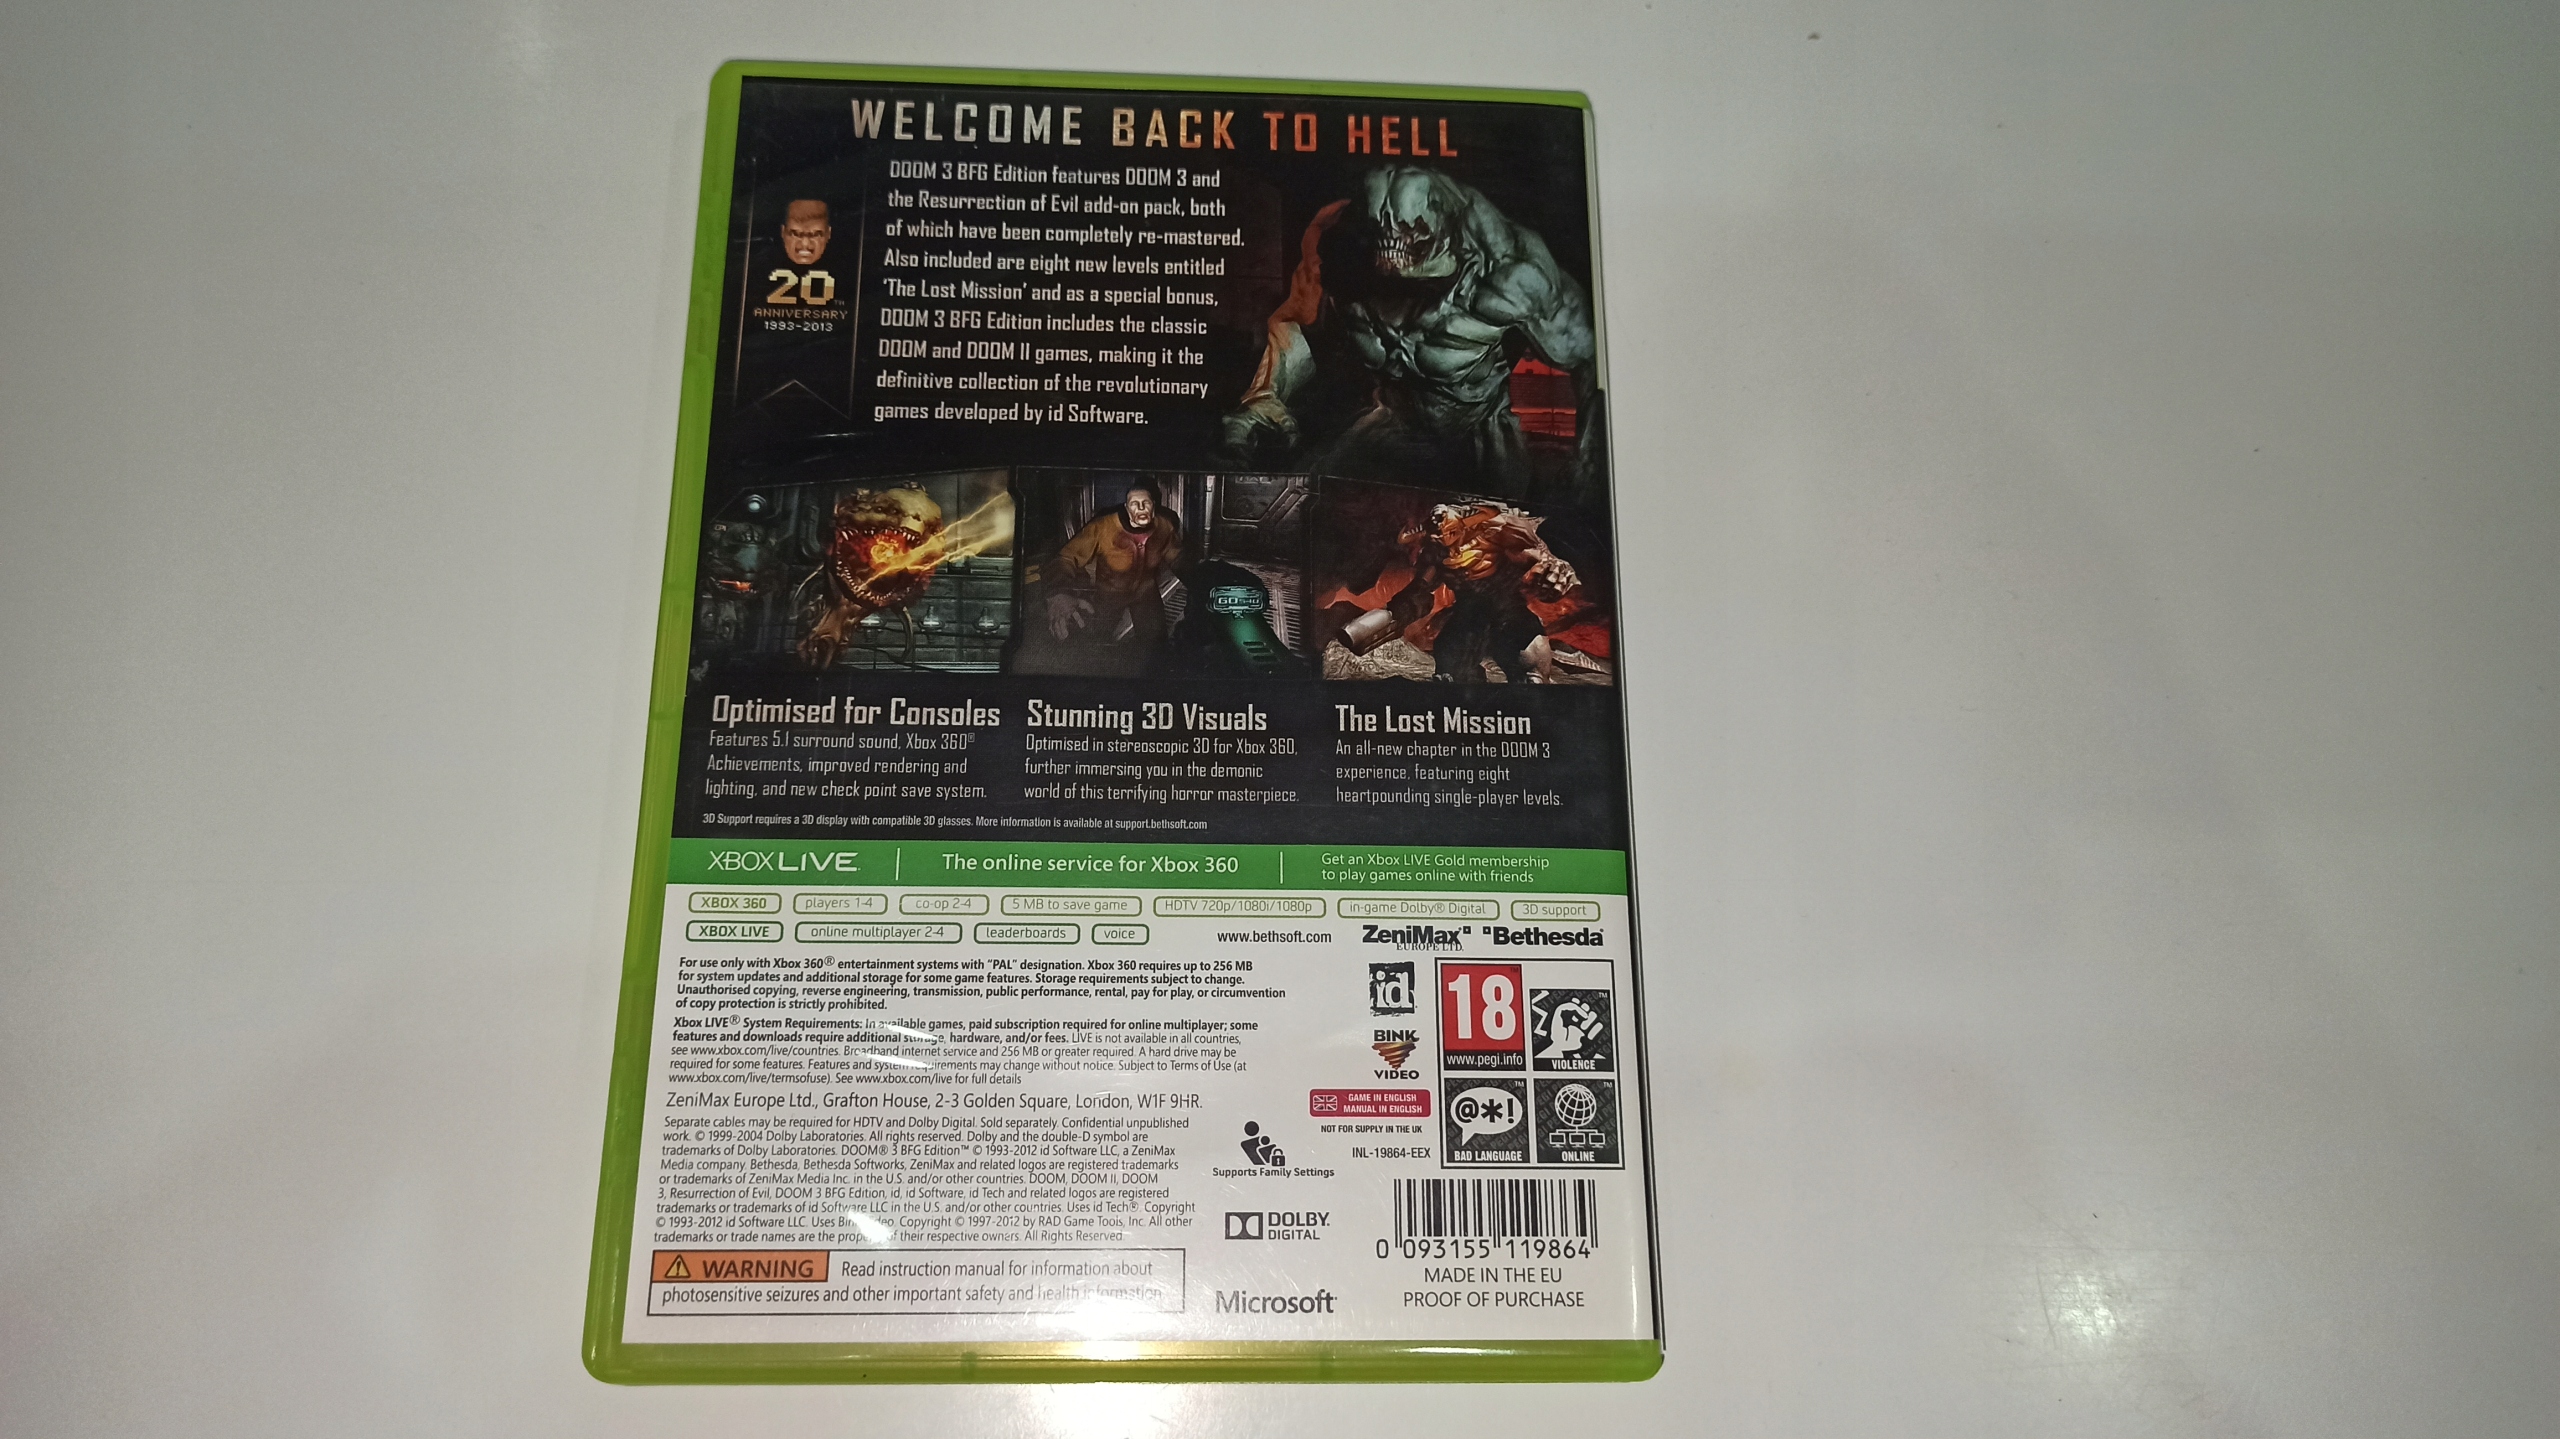 WELCOME BACK TO HELL
DOOM 3 BFG Edition features DOOM 3 and
the Resurrection of Evil add-on pack, both
of which have been completely re-mastered.
Also included are eight new levels entitled
'The Lost Mission' and as a special bonus,
DOOM 3 BFG Edition includes the classic
DOOM and DOOM II games, making it the
definitive collection of the revolutionary
games developed by id Software.
20TH
ANNIVERSARY
1993-2013
Optimised for Consoles
Features 5.1 surround sound, Xbox 360®
Achievements, improved rendering and
lighting, and new check point save system.
Stunning 3D Visuals
Optimised in stereoscopic 3D for Xbox 360,
further immersing you in the demonic
world of this terrifying horror masterpiece.
The Lost Mission
An all-new chapter in the DOOM 3
experience, featuring eight
heartpounding single-player levels.
3D Support requires a 3D display with compatible 3D glasses. More information is available at support.bethsoft.com
XBOX LIVE
The online service for Xbox 360
Get an Xbox LIVE Gold membership
to play games online with friends
XBOX 360 players 1-4 co-op 2-4 5 MB to save game HDTV 720p/1080i/1080p in-game Dolby® Digital 3D support
XBOX LIVE online multiplayer 2-4 leaderboards voice
www.bethsoft.com
ZeniMax
EUROPE LTD.
Bethesda
For use only with Xbox 360® entertainment systems with "PAL" designation. Xbox 360 requires up to 256 MB
for system updates and additional storage for some game features. Storage requirements subject to change.
Unauthorised copying, reverse engineering, transmission, public performance, rental, pay for play, or circumvention
of copy protection is strictly prohibited.
Xbox LIVE® System Requirements: In available games, paid subscription required for online multiplayer; some
features and downloads require additional storage, hardware, and/or fees. LIVE is not available in all countries,
see www.xbox.com/live/countries. Broadband internet service and 256 MB or greater required. A hard drive may be
required for some features. Features and system requirements may change without notice. Subject to Terms of Use (at
www.xbox.com/live/termsofuse). See www.xbox.com/live for full details
ZeniMax Europe Ltd., Grafton House, 2-3 Golden Square, London, W1F 9HR.
Separate cables may be required for HDTV and Dolby Digital. Sold separately. Confidential unpublished
work. © 1999-2004 Dolby Laboratories. All rights reserved. Dolby and the double-D symbol are
trademarks of Dolby Laboratories. DOOM® 3 BFG Edition™ © 1993-2012 id Software LLC, a ZeniMax
Media company. Bethesda, Bethesda Softworks, ZeniMax and related logos are registered trademarks
or trademarks of ZeniMax Media Inc. in the U.S. and/or other countries. DOOM, DOOM II, DOOM
3, Resurrection of Evil, DOOM 3 BFG Edition, id, id Software, id Tech and related logos are registered
trademarks or trademarks of id Software LLC in the U.S. and/or other countries. Uses id Tech®. Copyright
© 1993-2012 id Software LLC. Uses Bink Video. Copyright © 1997-2012 by RAD Game Tools, Inc. All other
trademarks or trade names are the property of their respective owners. All Rights Reserved.
WARNING Read instruction manual for information about
photosensitive seizures and other important safety and health information.
id
BINK
VIDEO
GAME IN ENGLISH
MANUAL IN ENGLISH
NOT FOR SUPPLY IN THE UK
INL-19864-EEX
Supports Family Settings
DOLBY
DIGITAL
Microsoft
18
www.pegi.info
VIOLENCE
@*!
BAD LANGUAGE
ONLINE
0 093155 119864
MADE IN THE EU
PROOF OF PURCHASE